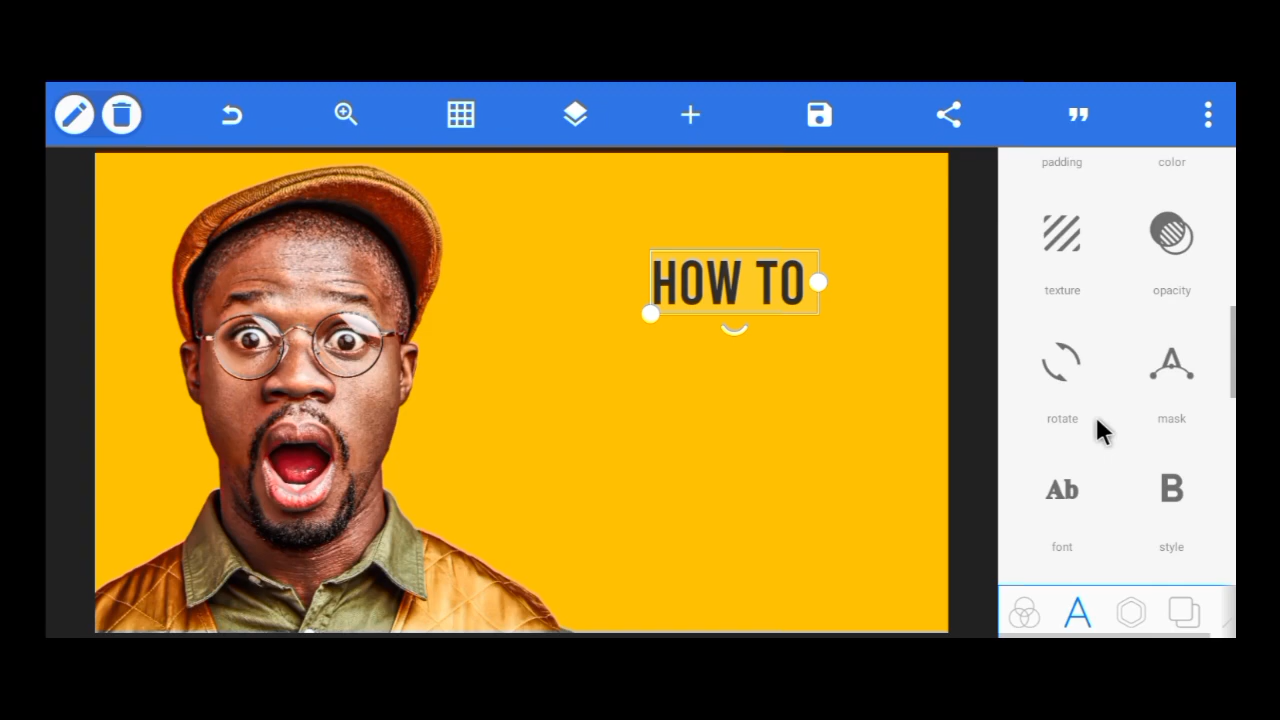 padding color
HOW TO
texture opacity
rotate mask
Ab B
font style
A